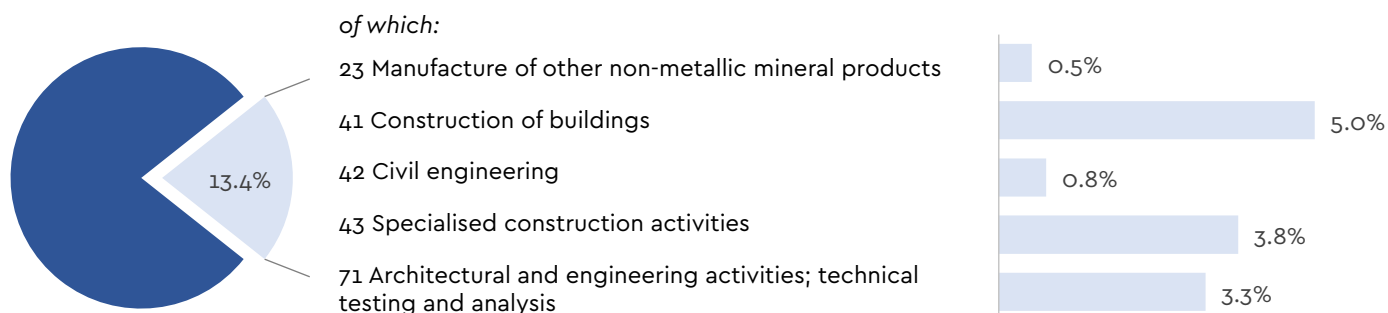 of which:
23 Manufacture of other non-metallic mineral products
0.5%
41 Construction of buildings
5.0%
42 Civil engineering
0.8%
13.4%
43 Specialised construction activities
3.8%
71 Architectural and engineering activities; technical
testing and analysis
3.3%